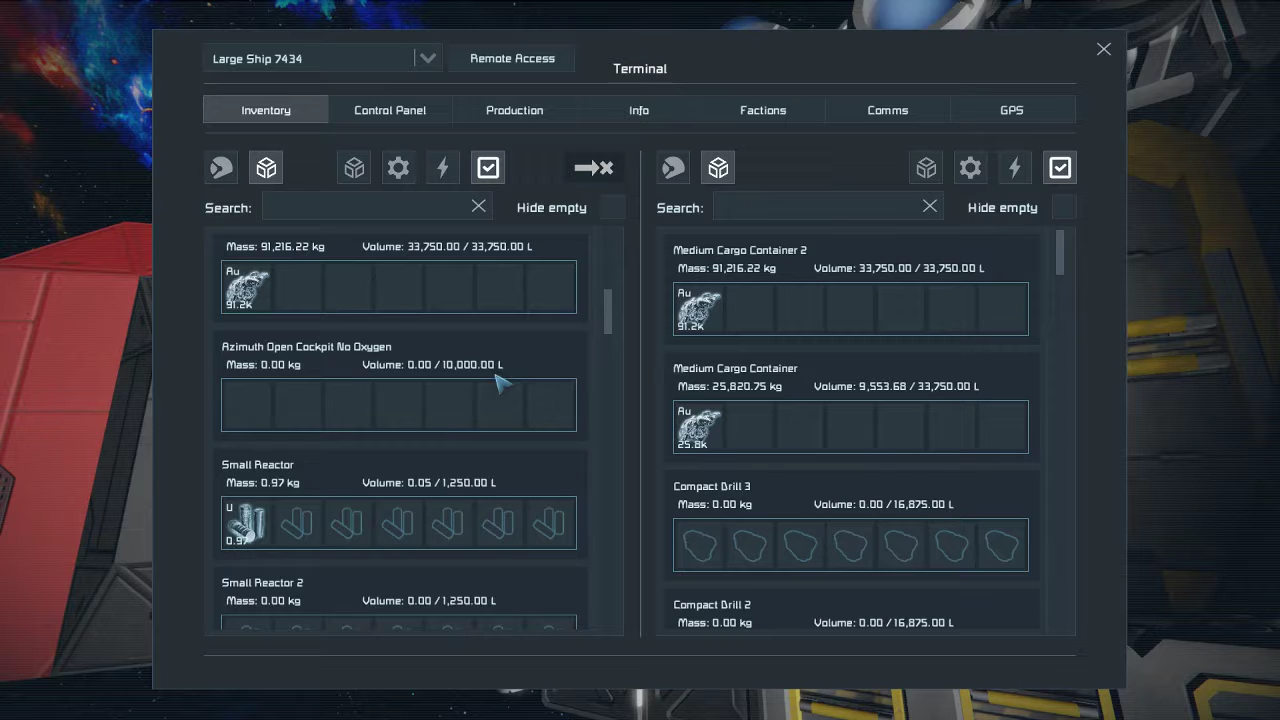 Large Ship 7434
Remote Access
Terminal
Inventory
Control Panel
Production
Info
Factions
Comms
GPS
Search:
Hide empty
Mass: 91,216.22 kg Volume: 33,750.00 / 33,750.00 L
Au
91.2K
Azimuth Open Cockpit No Oxygen
Mass: 0.00 kg Volume: 0.00 / 10,000.00 L
Small Reactor
Mass: 0.97 kg Volume: 0.05 / 1,250.00 L
U
0.97
Small Reactor 2
Mass: 0.00 kg Volume: 0.00 / 1,250.00 L
Search:
Hide empty
Medium Cargo Container 2
Mass: 91,216.22 kg Volume: 33,750.00 / 33,750.00 L
Au
91.2K
Medium Cargo Container
Mass: 25,820.75 kg Volume: 9,553.68 / 33,750.00 L
Au
25.8K
Compact Drill 3
Mass: 0.00 kg Volume: 0.00 / 16,875.00 L
Compact Drill 2
Mass: 0.00 kg Volume: 0.00 / 16,875.00 L